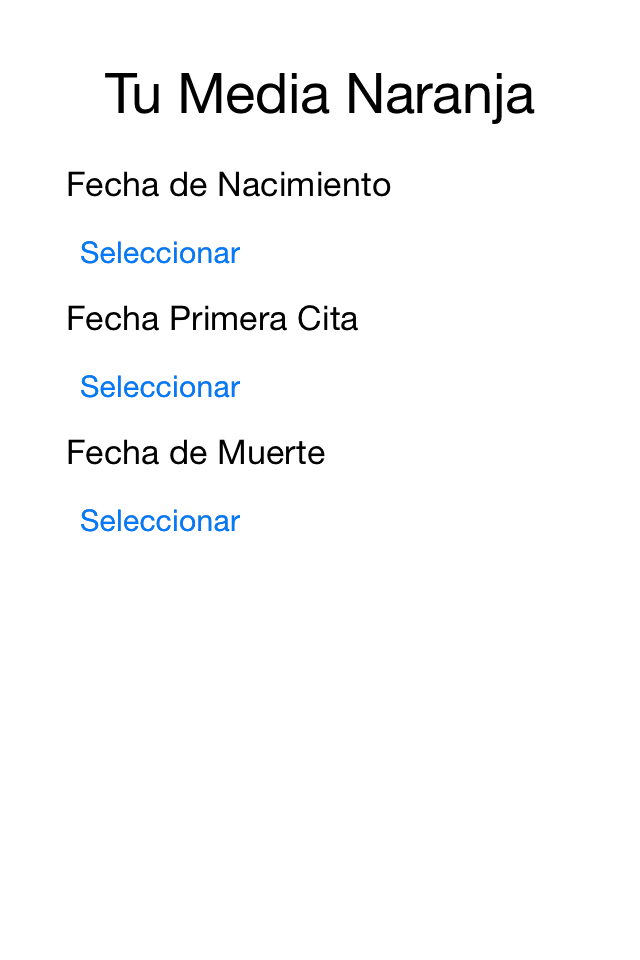 Tu Media Naranja
Fecha de Nacimiento
Seleccionar
Fecha Primera Cita
Seleccionar
Fecha de Muerte
Seleccionar